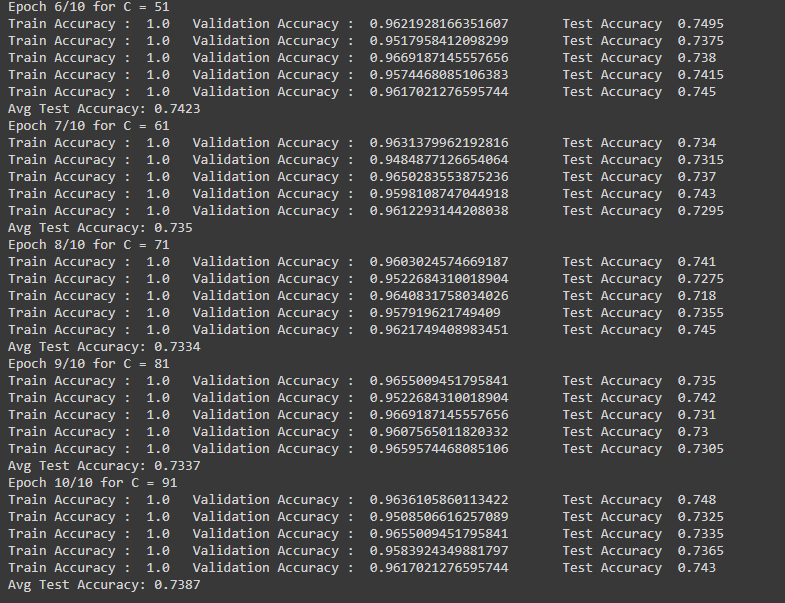 Epoch 6/10 for C = 51
Train Accuracy :  1.0   Validation Accuracy :  0.9621928166351607       Test Accuracy  0.7495
Train Accuracy :  1.0   Validation Accuracy :  0.9517958412098299       Test Accuracy  0.7375
Train Accuracy :  1.0   Validation Accuracy :  0.9669187145557656       Test Accuracy  0.738
Train Accuracy :  1.0   Validation Accuracy :  0.9574468085106383       Test Accuracy  0.7415
Train Accuracy :  1.0   Validation Accuracy :  0.9617021276595744       Test Accuracy  0.745
Avg Test Accuracy: 0.7423
Epoch 7/10 for C = 61
Train Accuracy :  1.0   Validation Accuracy :  0.9631379962192816       Test Accuracy  0.734
Train Accuracy :  1.0   Validation Accuracy :  0.9484877126654064       Test Accuracy  0.7315
Train Accuracy :  1.0   Validation Accuracy :  0.9650283553875236       Test Accuracy  0.737
Train Accuracy :  1.0   Validation Accuracy :  0.9598108747044918       Test Accuracy  0.743
Train Accuracy :  1.0   Validation Accuracy :  0.9612293144208038       Test Accuracy  0.7295
Avg Test Accuracy: 0.735
Epoch 8/10 for C = 71
Train Accuracy :  1.0   Validation Accuracy :  0.9603024574669187       Test Accuracy  0.741
Train Accuracy :  1.0   Validation Accuracy :  0.9522684310018904       Test Accuracy  0.7275
Train Accuracy :  1.0   Validation Accuracy :  0.9640831758034026       Test Accuracy  0.718
Train Accuracy :  1.0   Validation Accuracy :  0.957919621749409        Test Accuracy  0.7355
Train Accuracy :  1.0   Validation Accuracy :  0.9621749408983451       Test Accuracy  0.745
Avg Test Accuracy: 0.7334
Epoch 9/10 for C = 81
Train Accuracy :  1.0   Validation Accuracy :  0.9655009451795841       Test Accuracy  0.735
Train Accuracy :  1.0   Validation Accuracy :  0.9522684310018904       Test Accuracy  0.742
Train Accuracy :  1.0   Validation Accuracy :  0.9669187145557656       Test Accuracy  0.731
Train Accuracy :  1.0   Validation Accuracy :  0.9607565011820332       Test Accuracy  0.73
Train Accuracy :  1.0   Validation Accuracy :  0.9659574468085106       Test Accuracy  0.7305
Avg Test Accuracy: 0.7337
Epoch 10/10 for C = 91
Train Accuracy :  1.0   Validation Accuracy :  0.9636105860113422       Test Accuracy  0.748
Train Accuracy :  1.0   Validation Accuracy :  0.9508506616257089       Test Accuracy  0.7325
Train Accuracy :  1.0   Validation Accuracy :  0.9655009451795841       Test Accuracy  0.7335
Train Accuracy :  1.0   Validation Accuracy :  0.9583924349881797       Test Accuracy  0.7365
Train Accuracy :  1.0   Validation Accuracy :  0.9617021276595744       Test Accuracy  0.743
Avg Test Accuracy: 0.7387